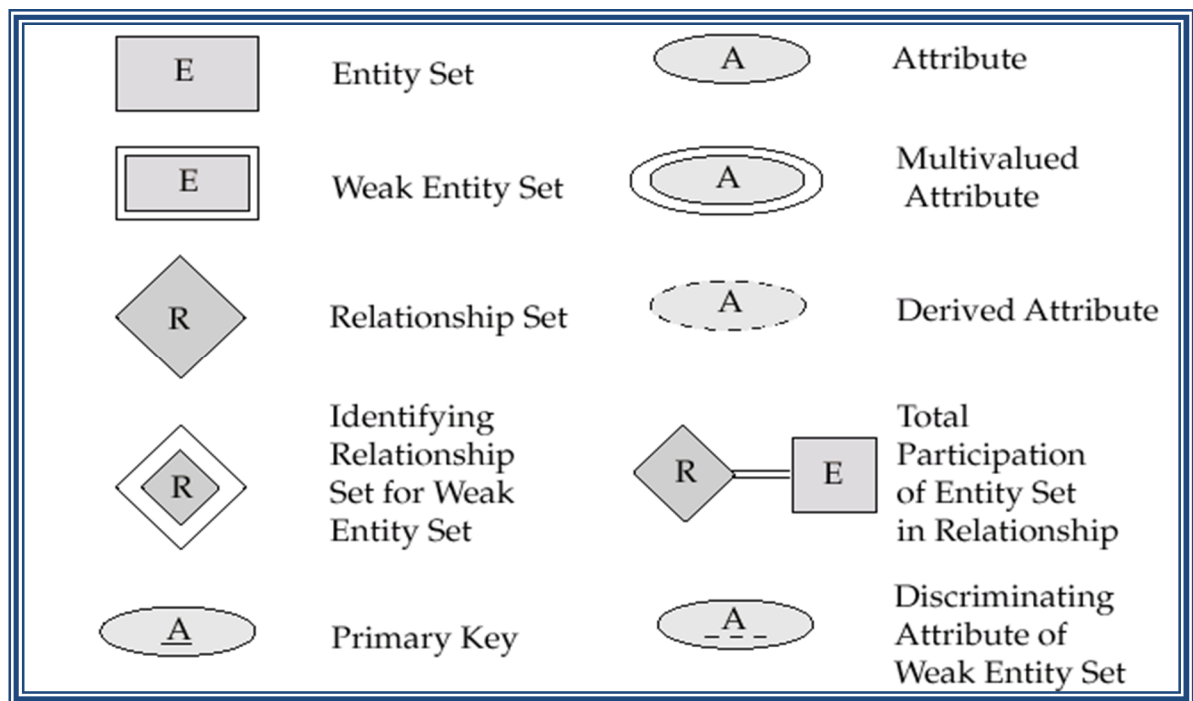 E
Entity Set
A
Attribute
E
Weak Entity Set
A
Multivalued
Attribute
R
Relationship Set
A
Derived Attribute
R
Identifying
Relationship
Set for Weak
Entity Set
R
E
Total
Participation
of Entity Set
in Relationship
A
Primary Key
A
Discriminating
Attribute of
Weak Entity Set